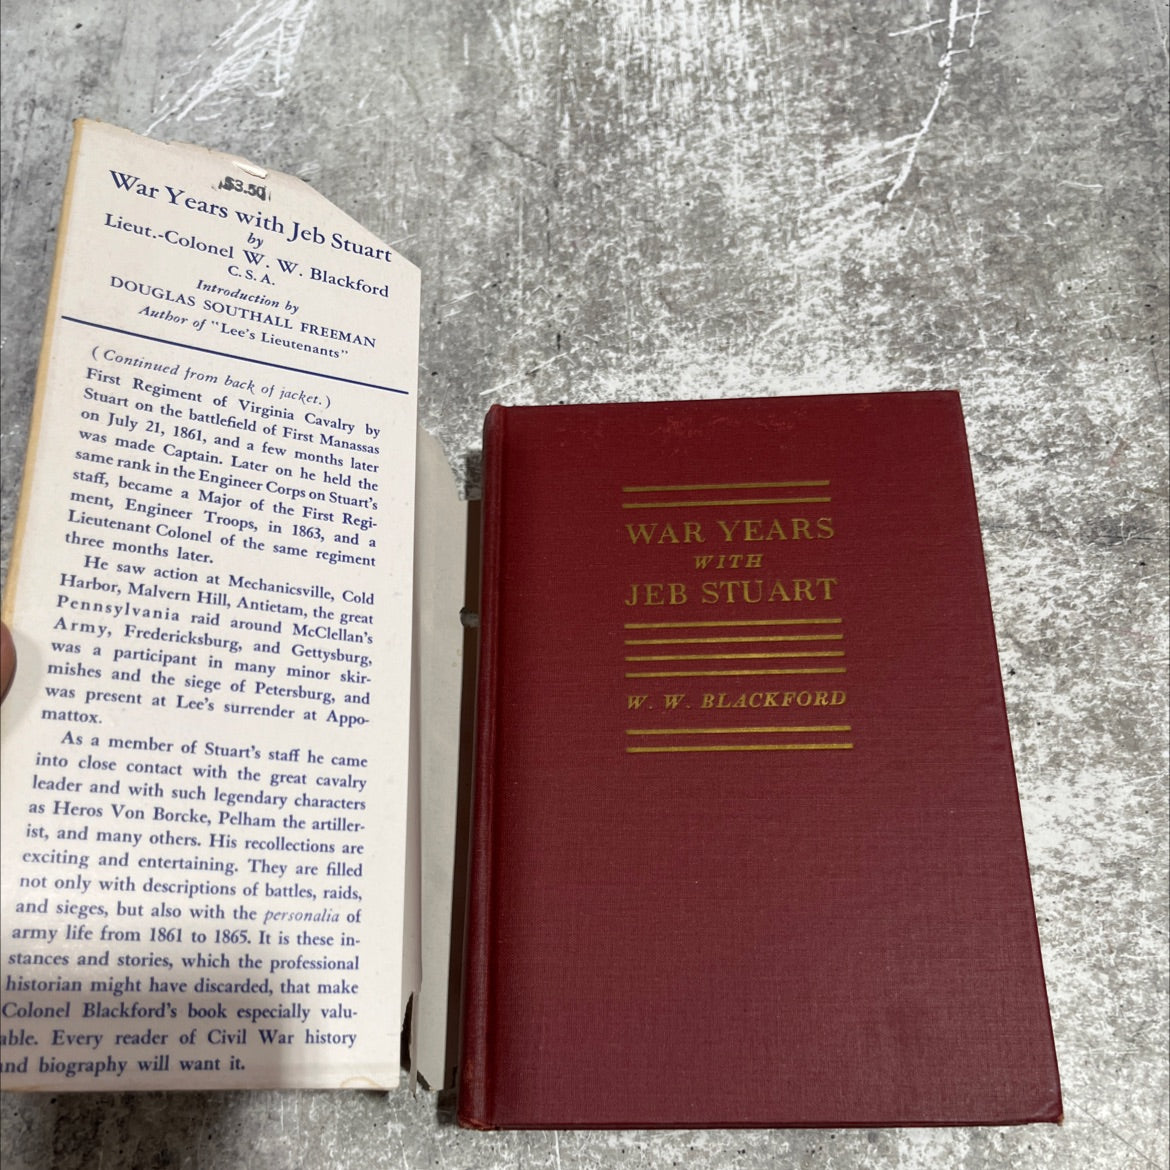 $3.50
War Years with Jeb Stuart
by
Lieut.-Colonel W. W. Blackford
C. S. A.
Introduction by
DOUGLAS SOUTHALL FREEMAN
Author of "Lee's Lieutenants"
(Continued from back of jacket.)
First Regiment of Virginia Cavalry by
Stuart on the battlefield of First Manassas
on July 21, 1861, and a few months later
was made Captain. Later on he held the
same rank in the Engineer Corps on Stuart's
staff, became a Major of the First Regi-
ment, Engineer Troops, in 1863, and a
Lieutenant Colonel of the same regiment
three months later.
He saw action at Mechanicsville, Cold
Harbor, Malvern Hill, Antietam, the great
Pennsylvania raid around McClellan's
Army, Fredericksburg, and Gettysburg,
was a participant in many minor skir-
mishes and the siege of Petersburg, and
was present at Lee's surrender at Appo-
mattox.
As a member of Stuart's staff he came
into close contact with the great cavalry
leader and with such legendary characters
as Heros Von Borcke, Pelham the artiller-
ist, and many others. His recollections are
exciting and entertaining. They are filled
not only with descriptions of battles, raids,
and sieges, but also with the personalia of
army life from 1861 to 1865. It is these in-
stances and stories, which the professional
historian might have discarded, that make
Colonel Blackford's book especially valu-
able. Every reader of Civil War history
and biography will want it.
WAR YEARS
WITH
JEB STUART
W. W. BLACKFORD